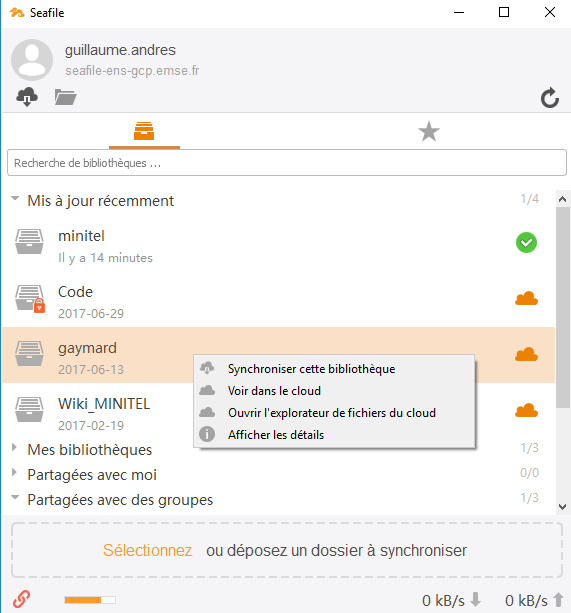 Seafile
guillaume.andres
seafile-ens-gcp.emse.fr
Recherche de bibliothèques ...
Mis à jour récemment 1/4
minitel
Il y a 14 minutes
Code
2017-06-29
gaymard
2017-06-13
Synchroniser cette bibliothèque
Voir dans le cloud
Ouvrir l'explorateur de fichiers du cloud
Afficher les détails
Wiki_MINITEL
2017-02-19
Mes bibliothèques 1/3
Partagées avec moi 0/0
Partagées avec des groupes 1/3
Sélectionnez ou déposez un dossier à synchroniser
0 kB/s 0 kB/s